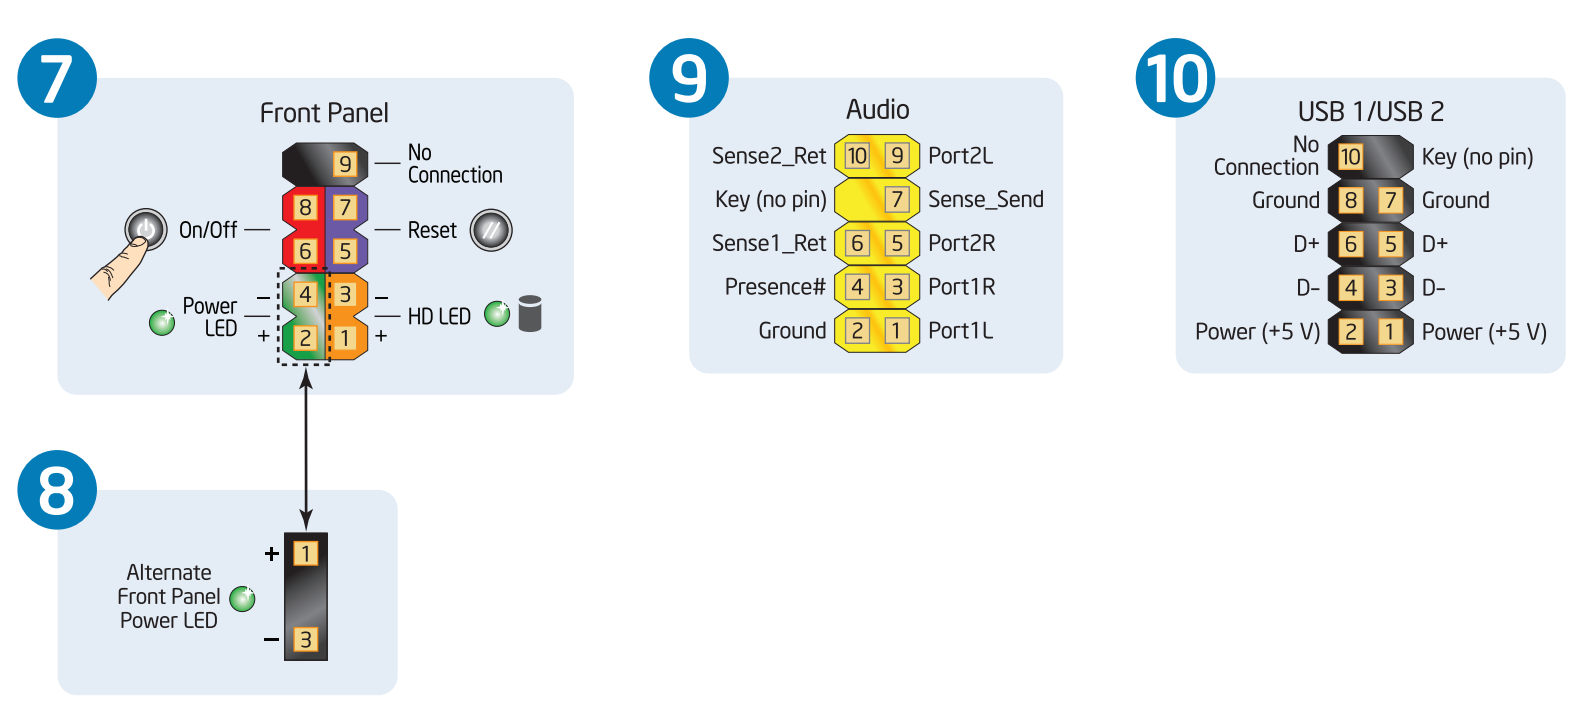 7
Front Panel
9 No
Connection
8 7
On/Off Reset
6 5
− 4 3 −
Power
LED HD LED
+ 2 1 +
8
+ 1
Alternate
Front Panel
Power LED
− 3
9
Audio
Sense2_Ret 10 9 Port2L
Key (no pin) 7 Sense_Send
Sense1_Ret 6 5 Port2R
Presence# 4 3 Port1R
Ground 2 1 Port1L
10
USB 1/USB 2
No
Connection 10 Key (no pin)
Ground 8 7 Ground
D+ 6 5 D+
D− 4 3 D−
Power (+5 V) 2 1 Power (+5 V)